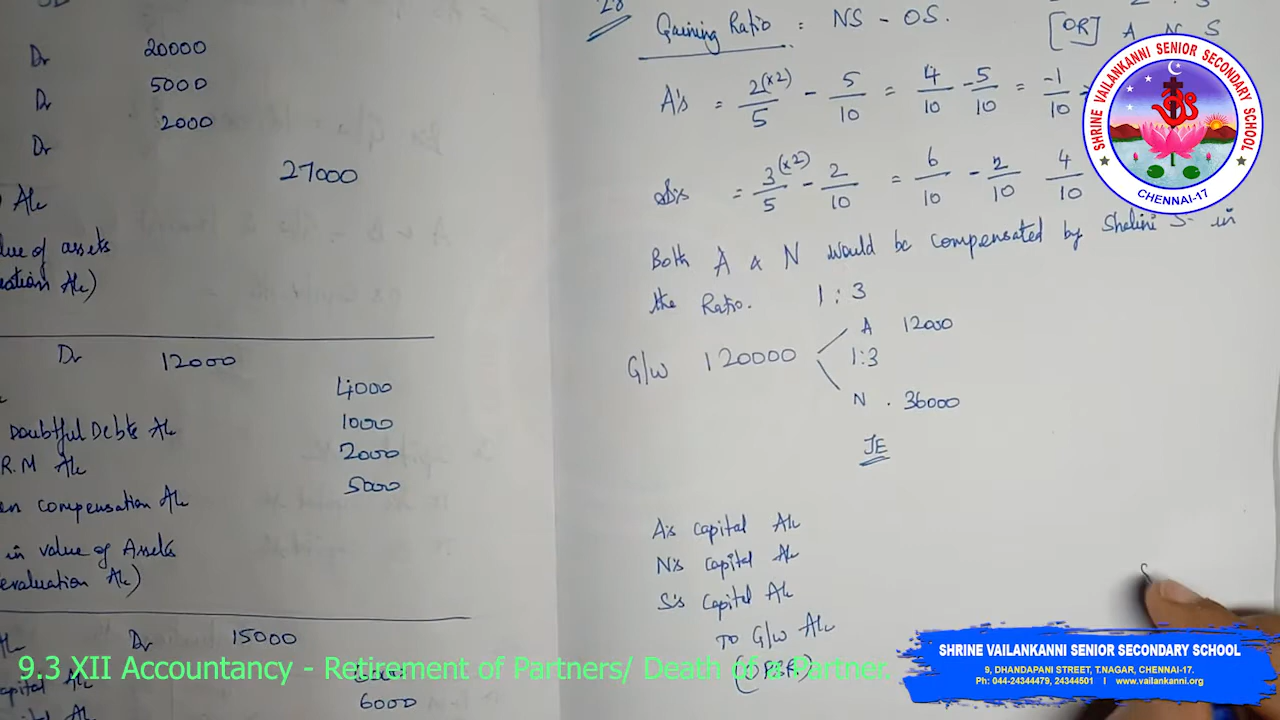 Dr 20000
Dr 5000
Dr 2000
27000
A/c
lue of assets
uation A/c)
Dr 12000
4000
1000
Doubtful Debts A/c
2000
R.M A/c
5000
en compensation A/c
in value of Assets
evaluation A/c)
A/c Dr 15000
apital A/c
6000
28
Gaining Ratio : NS - OS.
[OR] A N S
A's = 2(x2)/5 - 5/10 = 4/10 - 5/10 = -1/10
S's = 3(x2)/5 - 2/10 = 6/10 - 2/10 4/10
Both A & N would be compensated by Shalini S in
the Ratio. 1 : 3
G/w 120000
A 12000
1:3
N . 36000
JE
A's capital A/c
N's capital A/c
S's capital A/c
To G/w A/c
SHRINE VAILANKANNI SENIOR SECONDARY SCHOOL
CHENNAI-17
9.3 XII Accountancy - Retirement of Partners/ Death of a Partner.
SHRINE VAILANKANNI SENIOR SECONDARY SCHOOL
9, DHANDAPANI STREET, T.NAGAR, CHENNAI-17.
Ph: 044-24344479, 24344501 I www.vailankanni.org